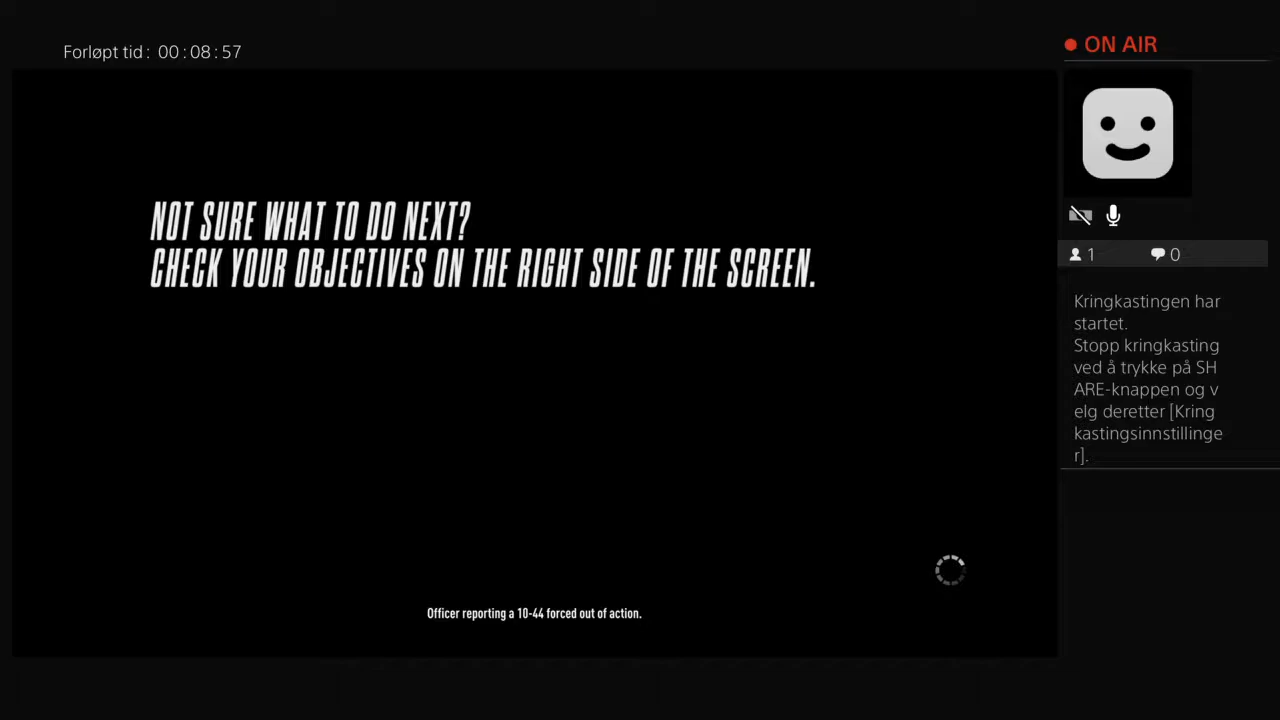 Forløpt tid: 00:08:57
ON AIR
NOT SURE WHAT TO DO NEXT?
CHECK YOUR OBJECTIVES ON THE RIGHT SIDE OF THE SCREEN.
1 0
Kringkastingen har
startet.
Stopp kringkasting
ved å trykke på SH
ARE-knappen og v
elg deretter [Kring
kastingsinnstillinge
r].
Officer reporting a 10-44 forced out of action.